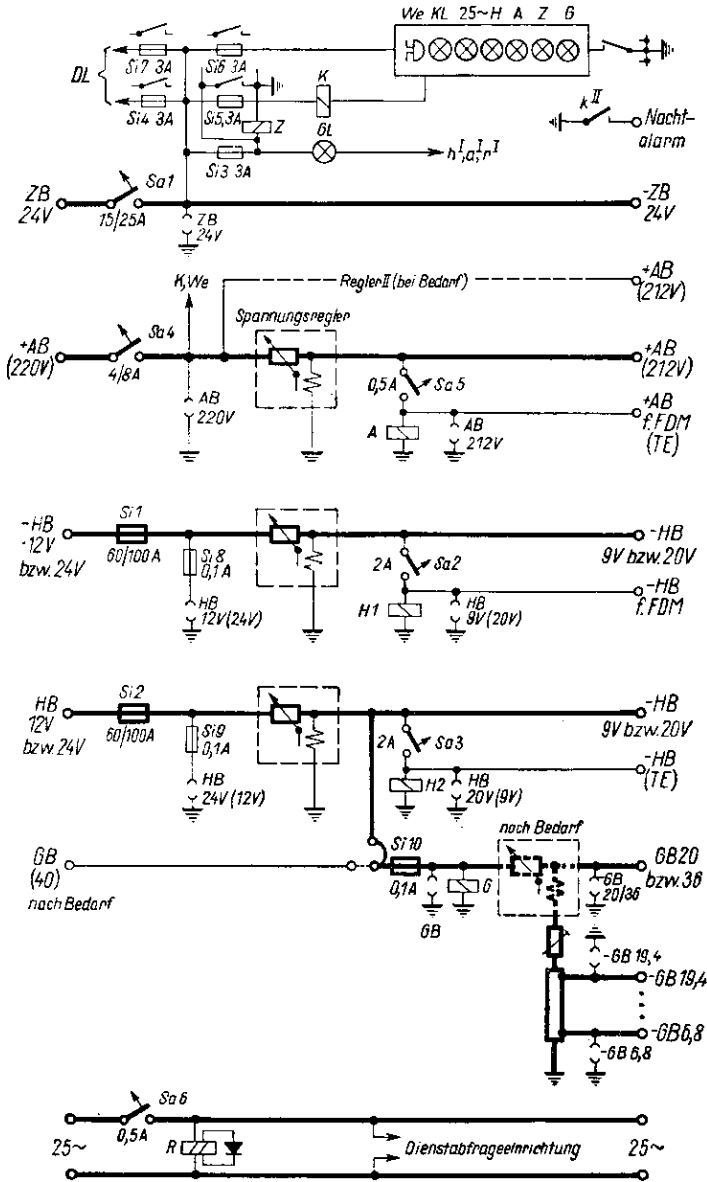 We KL 25~ H A Z G
Si7 3A
Si6 3A
DL
Si4 3A
Si5,3A
Z
K
GL
Si3 3A
hᴵ,aᴵ,rᴵ
kᴵᴵ
Nacht-
alarm
ZB
24V
Sa1
15/25A
ZB
24V
-ZB
24V
K,We
Regler II (bei Bedarf)
+AB
(212V)
Spannungsregler
+AB
(220V)
Sa4
4/8A
AB
220V
0,5A
Sa5
A
AB
212V
+AB
(212V)
+AB
f.FDM
(TE)
-HB
-12V
bzw.24V
Si1
60/100A
Si8
0,1A
HB
12V(24V)
2A
Sa2
H1
HB
9V(20V)
-HB
9V bzw.20V
-HB
f.FDM
HB
12V
bzw.24V
Si2
60/100A
Si9
0,1A
HB
24V(12V)
2A
Sa3
H2
HB
20V(9V)
-HB
9V bzw.20V
-HB
(TE)
GB
(40)
nach Bedarf
Si10
0,1A
GB
G
nach Bedarf
GB
20/36
GB20
bzw.36
-GB 19,4
-GB 19,4
-GB6,8
-GB 6,8
25~
Sa6
0,5A
R
Dienstabfrageeinrichtung
25~